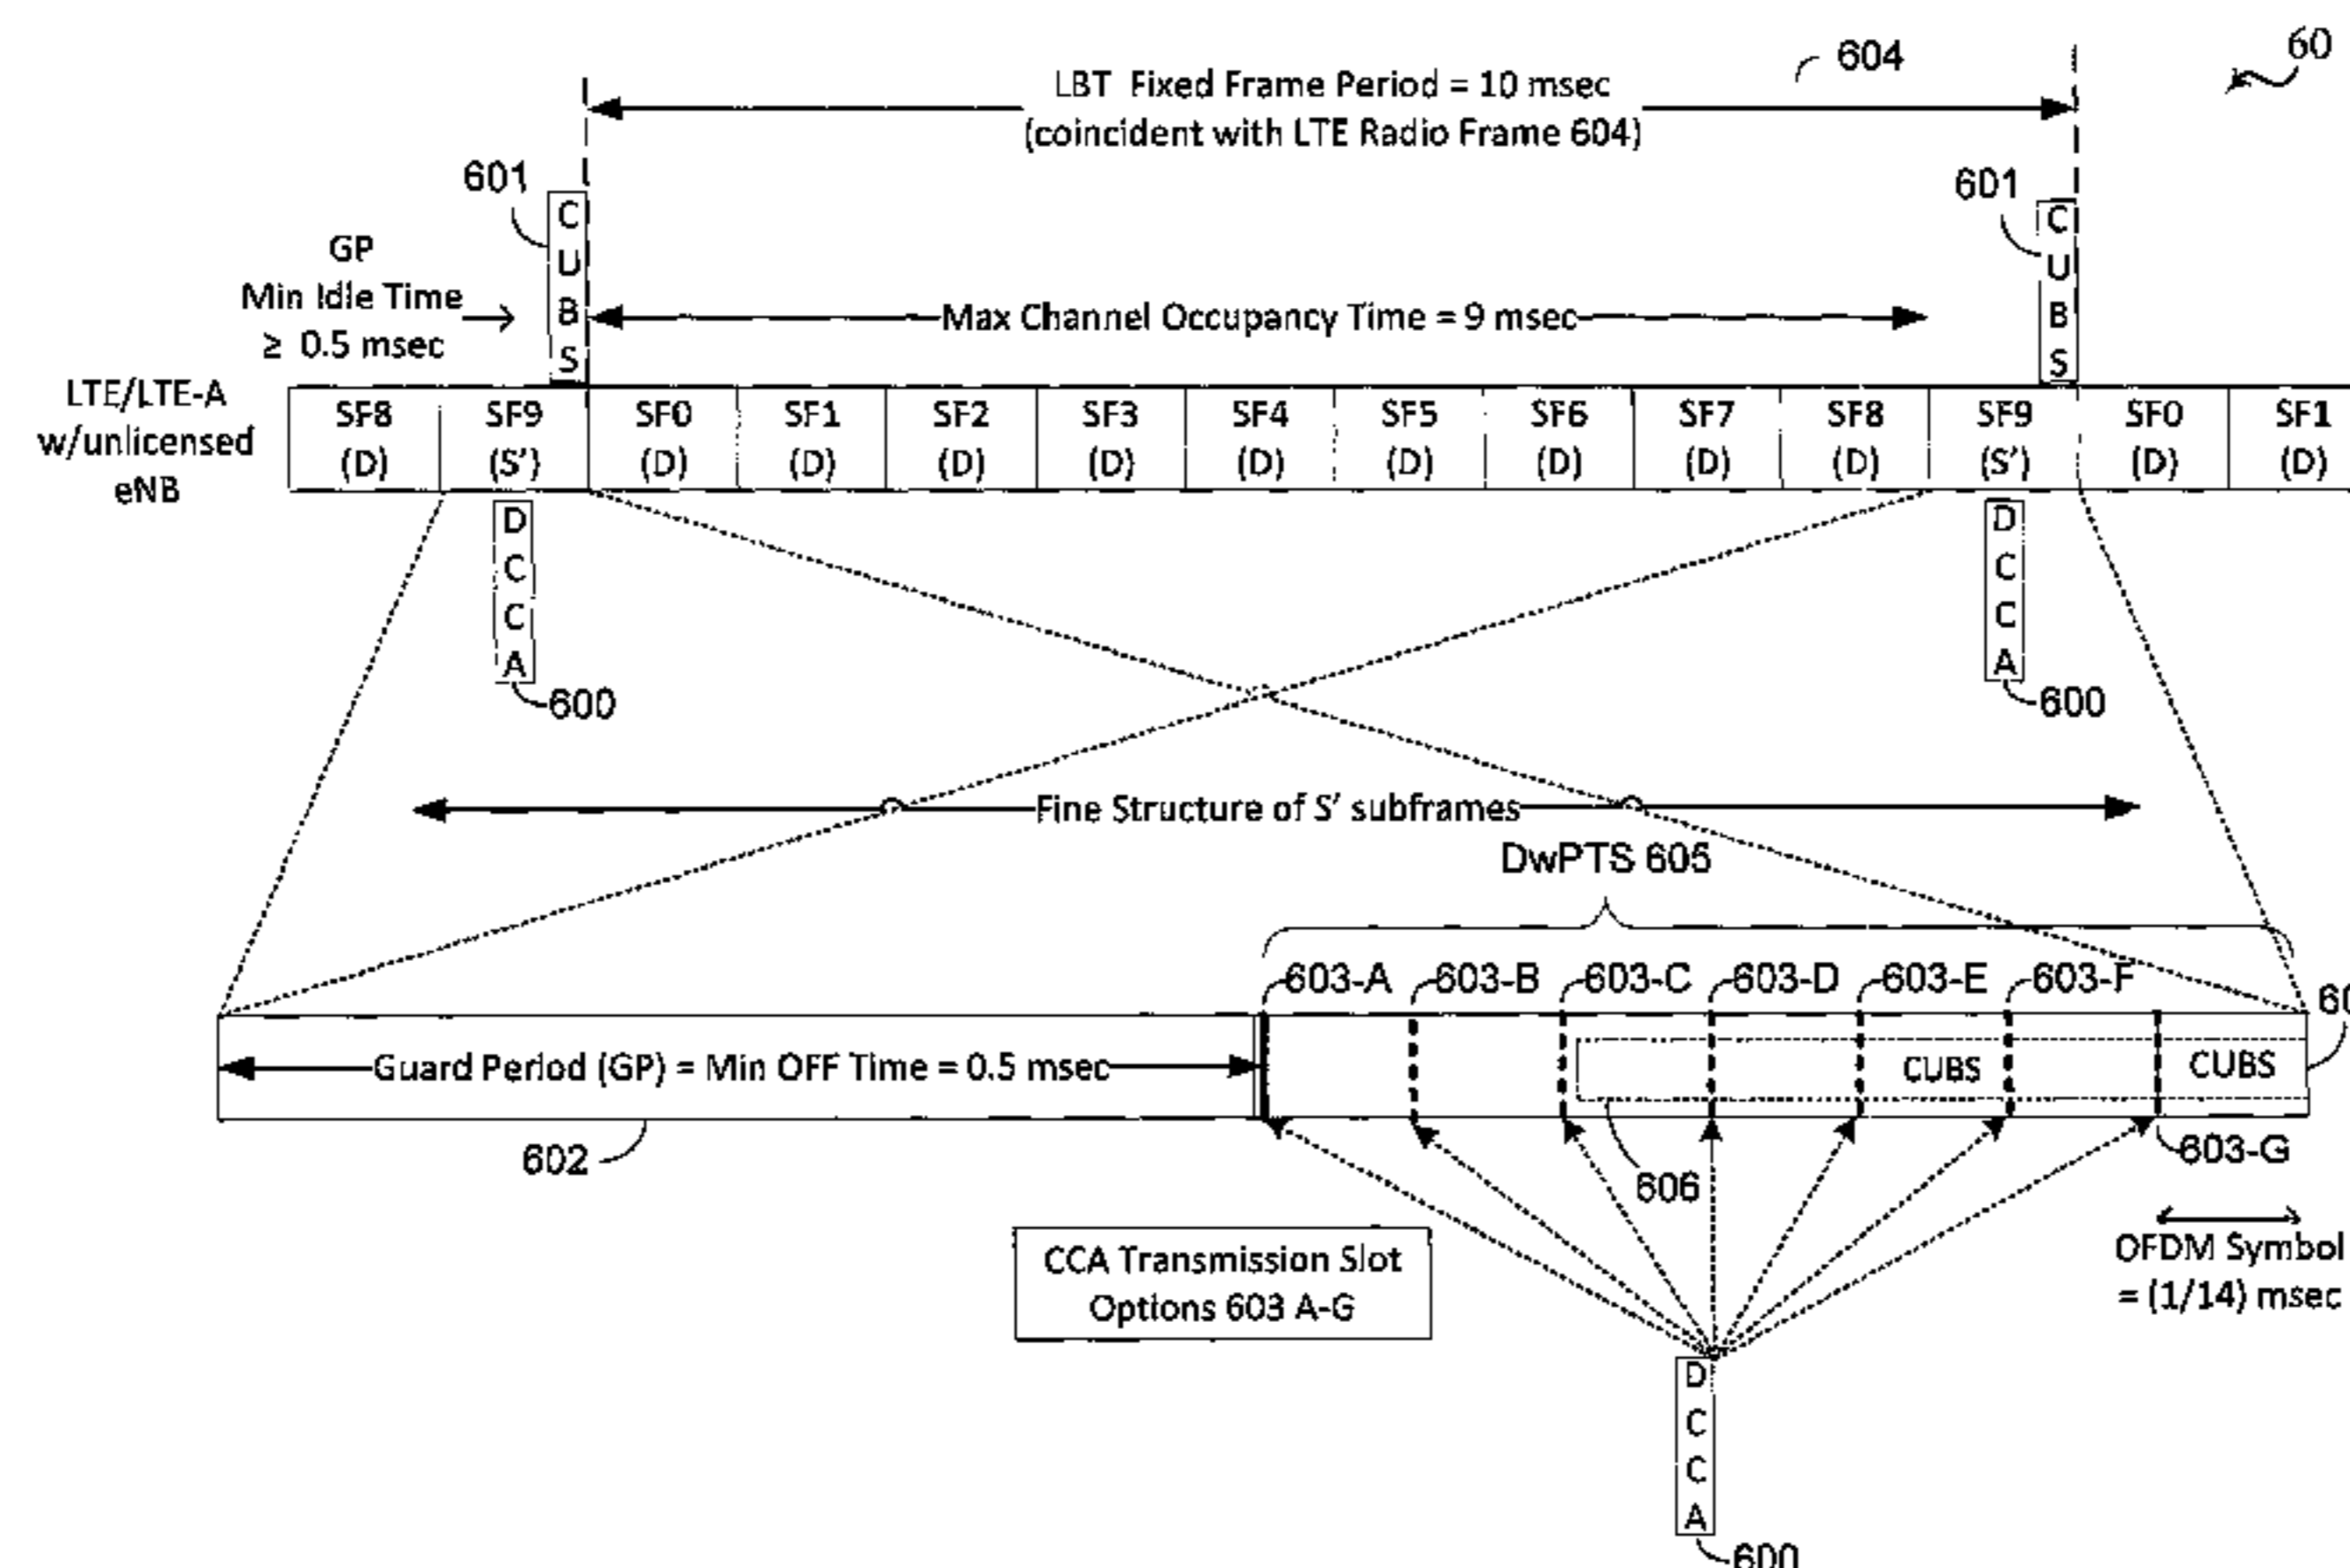 60
604
LBT Fixed Frame Period = 10 msec
(coincident with LTE Radio Frame 604)
601
601
C
U
B
S
C
U
B
S
GP
Min Idle Time
≥ 0.5 msec
Max Channel Occupancy Time = 9 msec
LTE/LTE-A
w/unlicensed
eNB
SF8 SF9 SF0 SF1 SF2 SF3 SF4 SF5 SF6 SF7 SF8 SF9 SF0 SF1
(D) (S') (D) (D) (D) (D) (D) (D) (D) (D) (D) (S') (D) (D)
D
C
C
A
D
C
C
A
600
600
Fine Structure of S' subframes
DwPTS 605
603-A 603-B 603-C 603-D 603-E 603-F
Guard Period (GP) = Min OFF Time = 0.5 msec
CUBS
CUBS
602
606
603-G
CCA Transmission Slot
Options 603 A-G
OFDM Symbol
= (1/14) msec
D
C
C
A
600